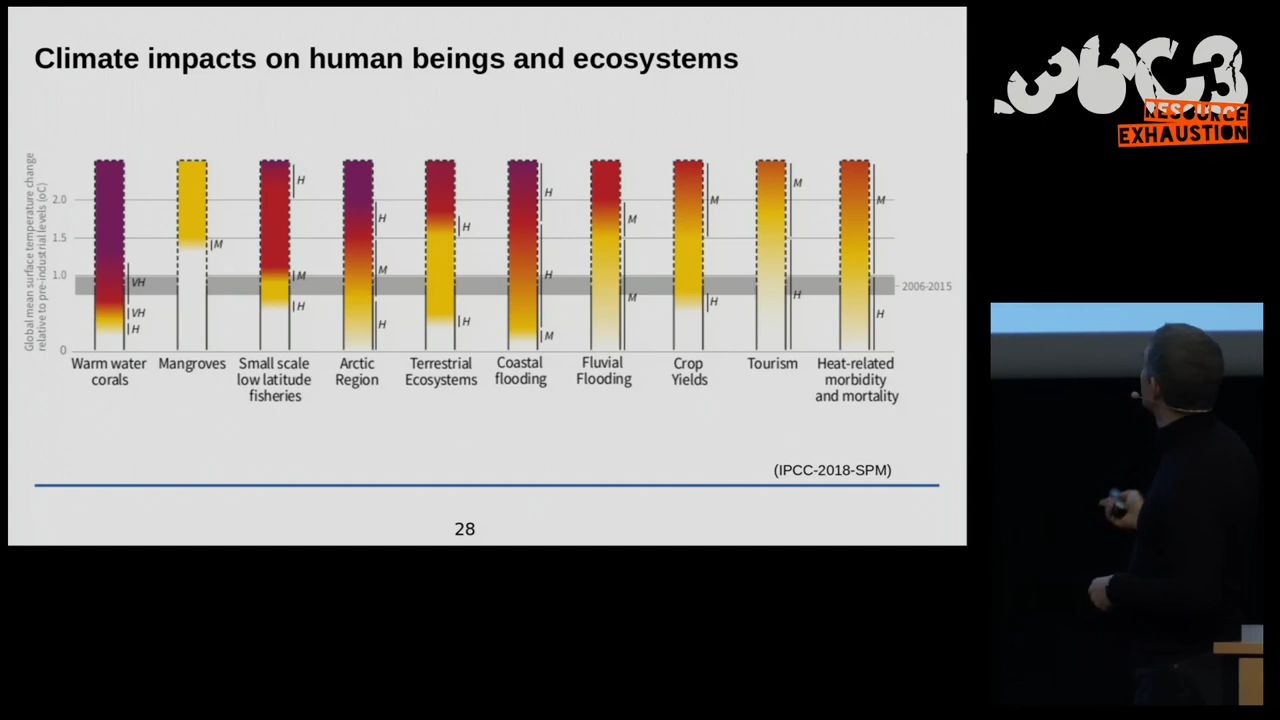 Climate impacts on human beings and ecosystems
36C3
RESOURCE
EXHAUSTION
Global mean surface temperature change
relative to pre-industrial levels (oC)
2.0
1.5
1.0
0
VH
VH
H
M
H
M
H
H
M
H
H
H
H
H
M
M
M
M
H
M
H
M
H
2006-2015
Warm water
corals
Mangroves
Small scale
low latitude
fisheries
Arctic
Region
Terrestrial
Ecosystems
Coastal
flooding
Fluvial
Flooding
Crop
Yields
Tourism
Heat-related
morbidity
and mortality
(IPCC-2018-SPM)
28